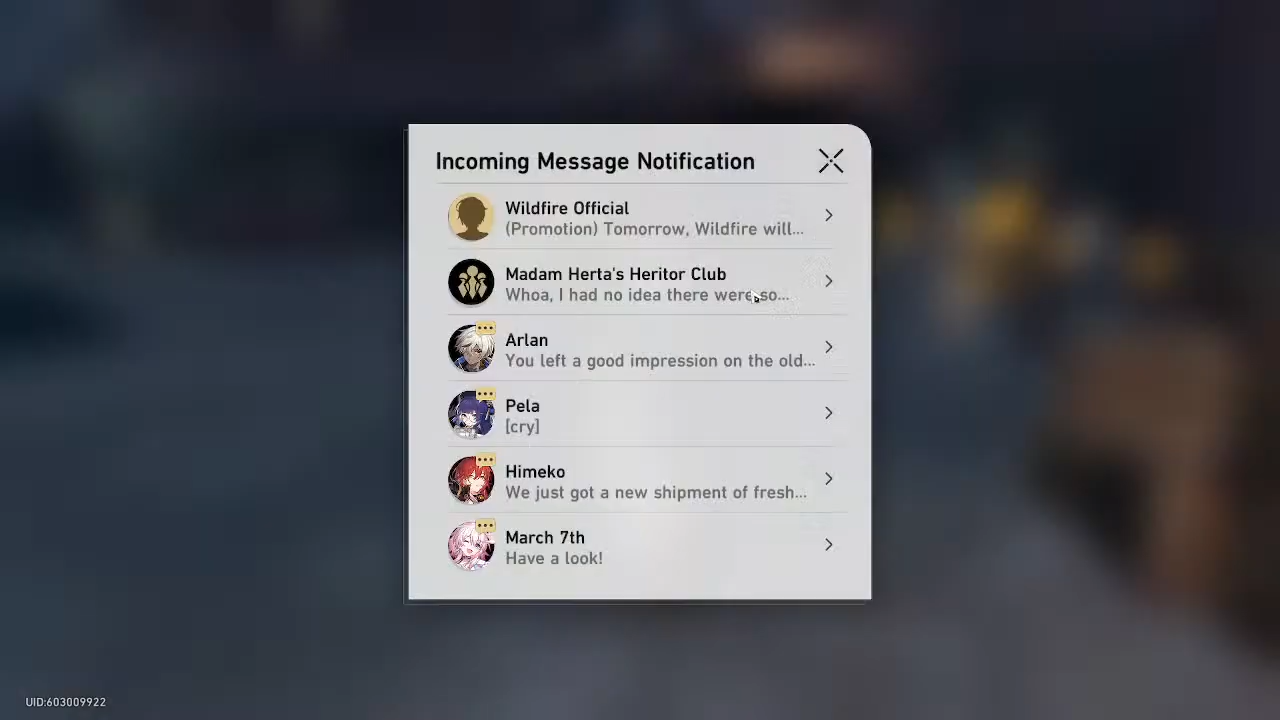 Incoming Message Notification
Wildfire Official
(Promotion) Tomorrow, Wildfire will...
Madam Herta's Heritor Club
Whoa, I had no idea there were so...
Arlan
You left a good impression on the old...
Pela
[cry]
Himeko
We just got a new shipment of fresh...
March 7th
Have a look!
UID:603009922